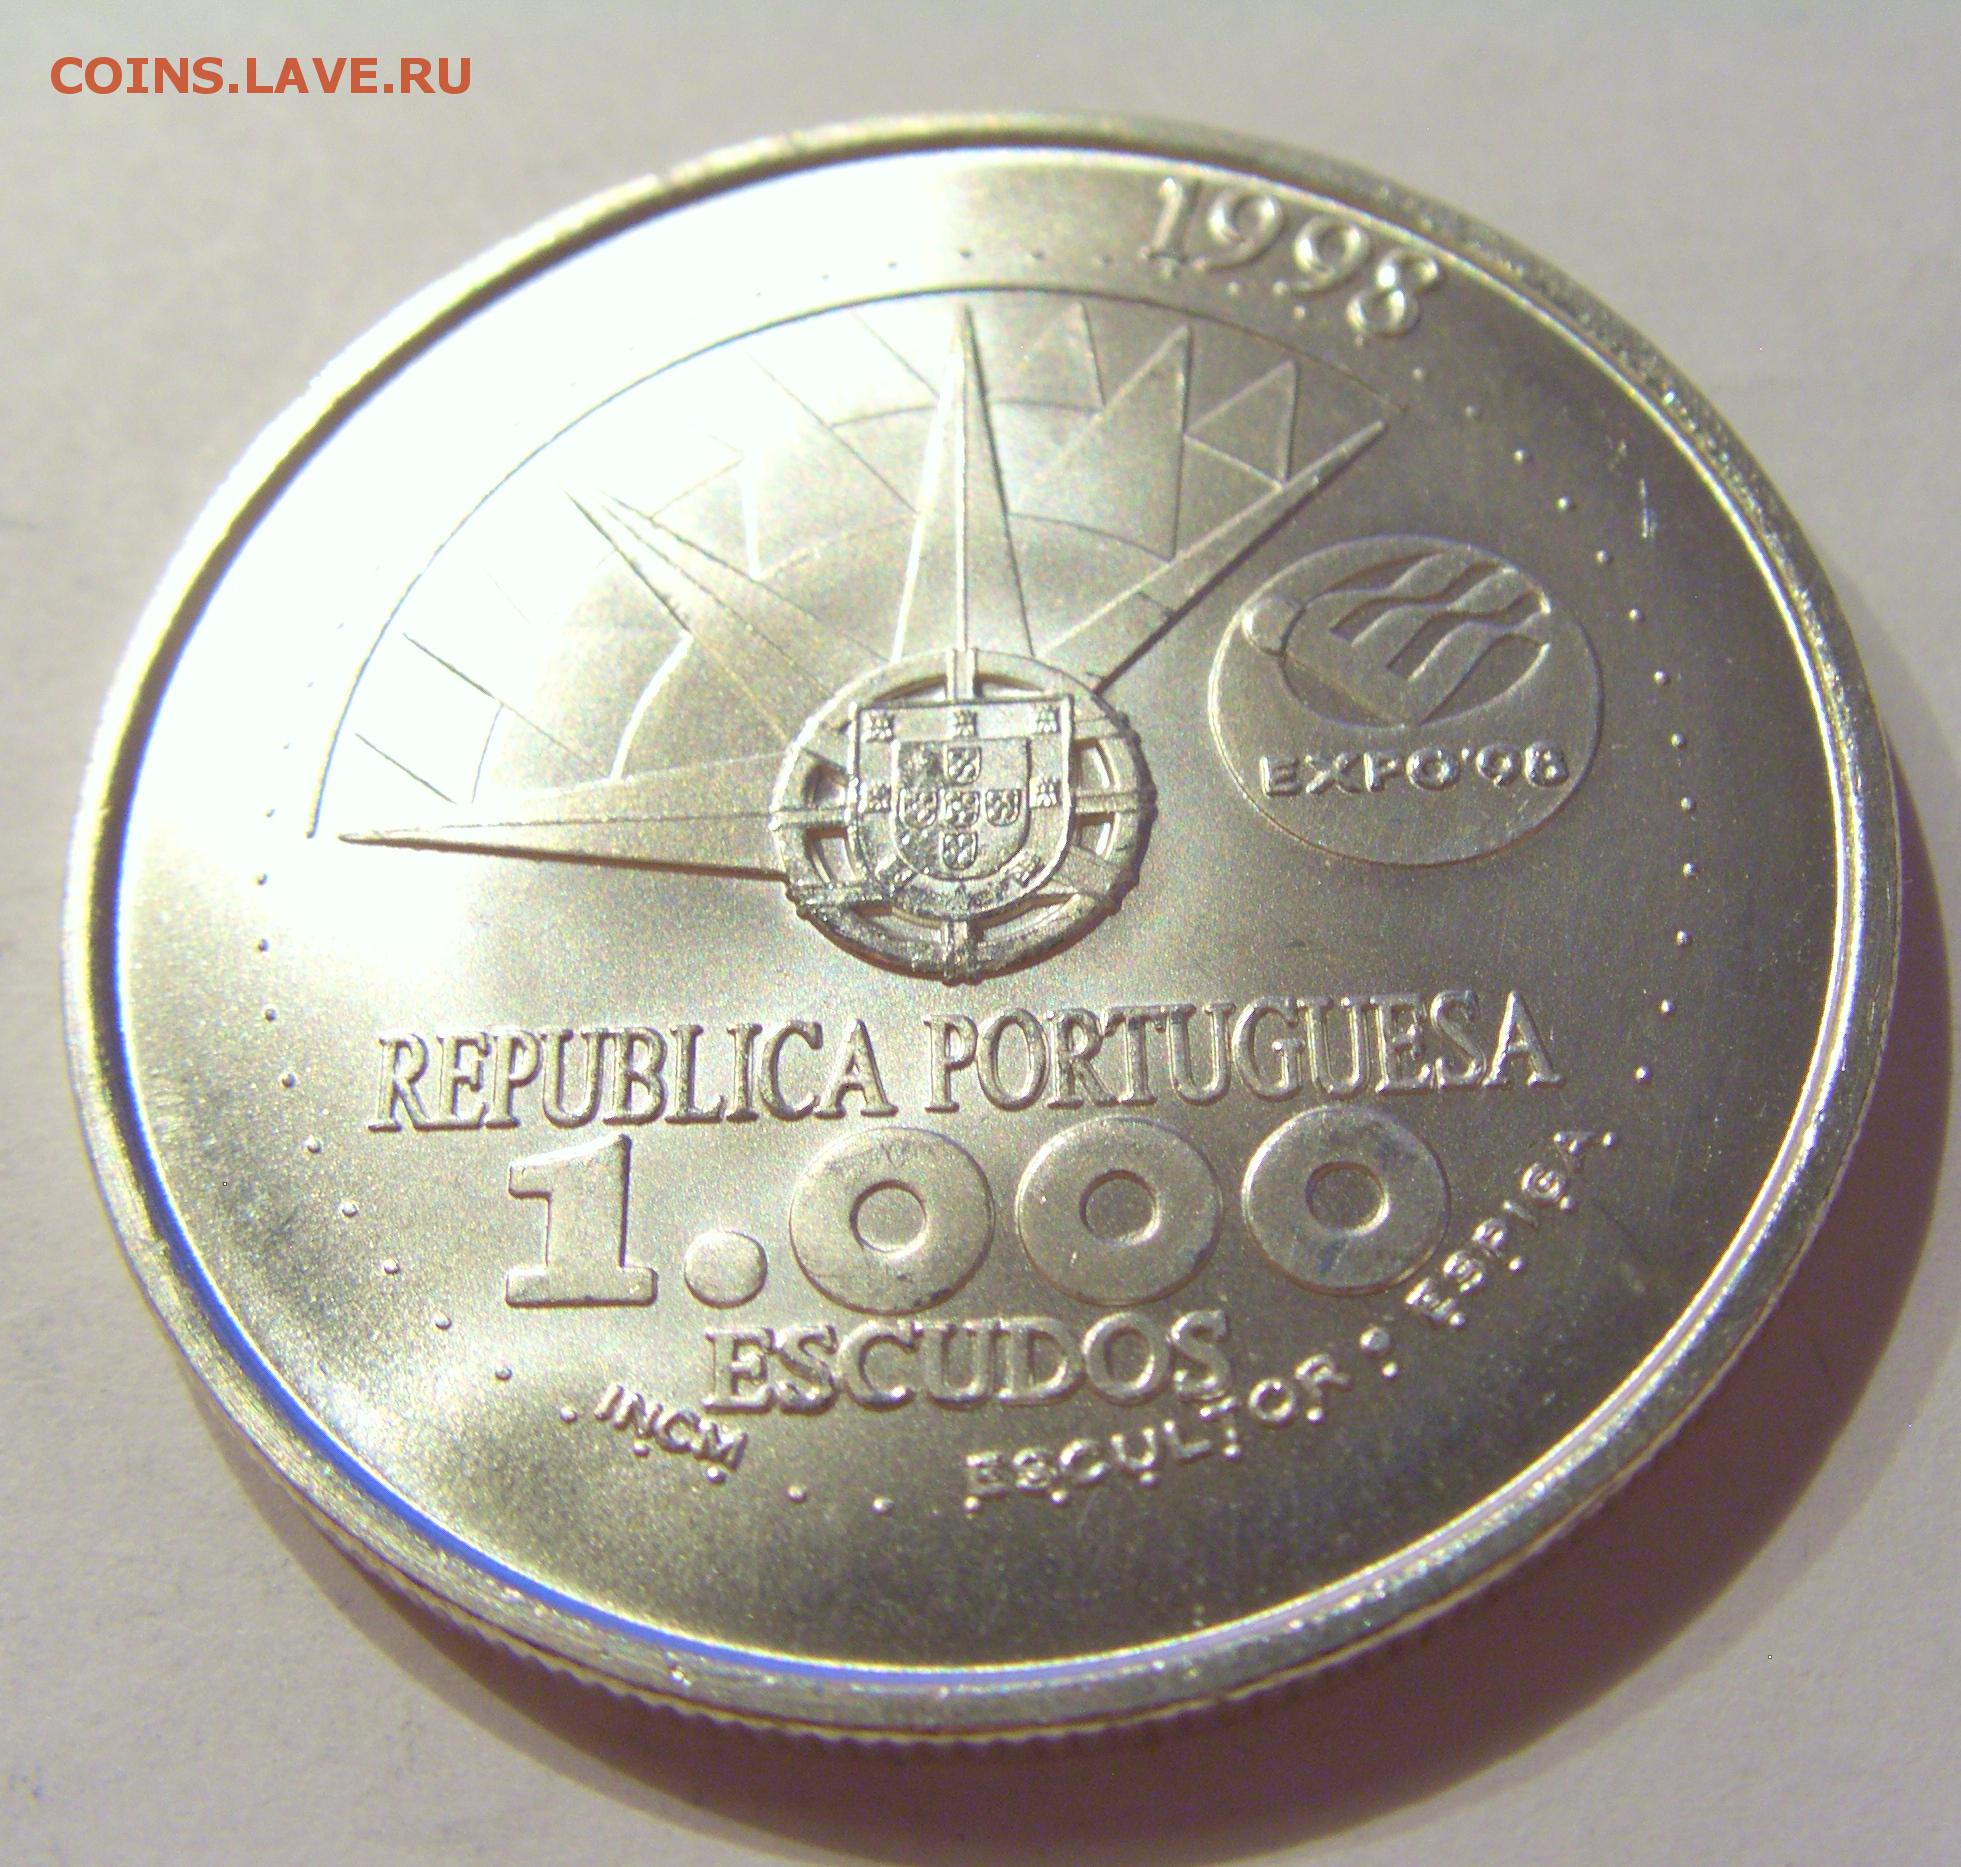 COINS.LAVE.RU
1998
EXPO'98
REPUBLICA PORTUGUESA
1.000
ESCUDOS
INCM ESCULTOR • ESPIGA